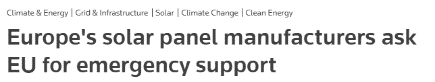 Climate & Energy | Grid & Infrastructure | Solar | Climate Change | Clean Energy
Europe's solar panel manufacturers ask
EU for emergency support